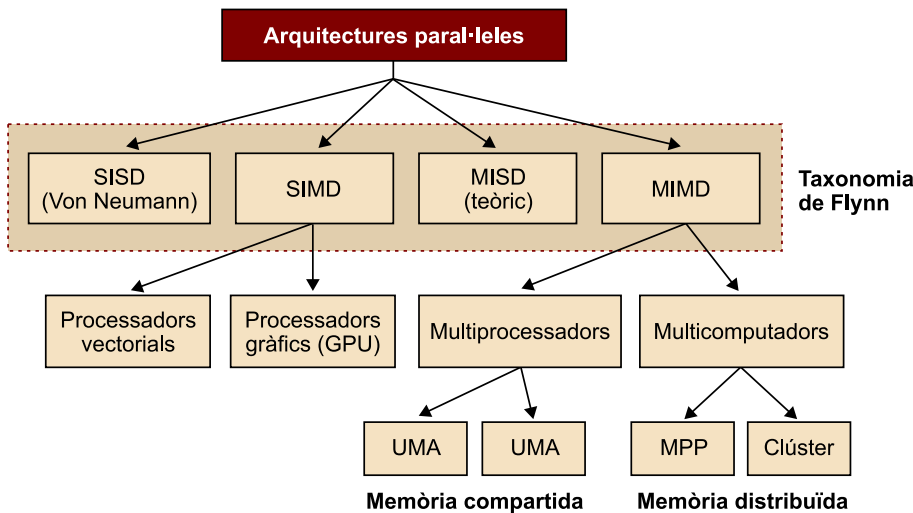 Arquitectures paral·leles
SISD
(Von Neumann)
SIMD
MISD
(teòric)
MIMD
Taxonomia
de Flynn
Processadors
vectorials
Processadors
gràfics (GPU)
Multiprocessadors
Multicomputadors
UMA
UMA
MPP
Clúster
Memòria compartida
Memòria distribuïda